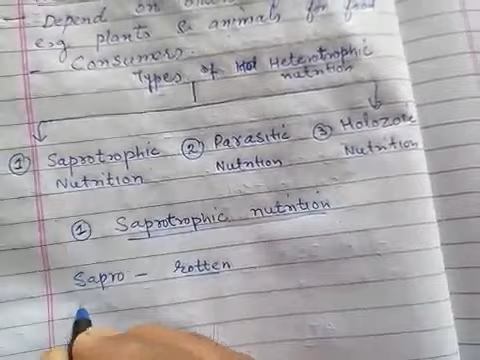 - Depend on plants & animals for food
e.g plants & animals for food
- Consumers.
Types of Heterotrophic
nutrition
① Saprotrophic
Nutrition
② Parasitic
Nutrition
③ Holozoic
Nutrition
① Saprotrophic nutrition
Sapro - rotten